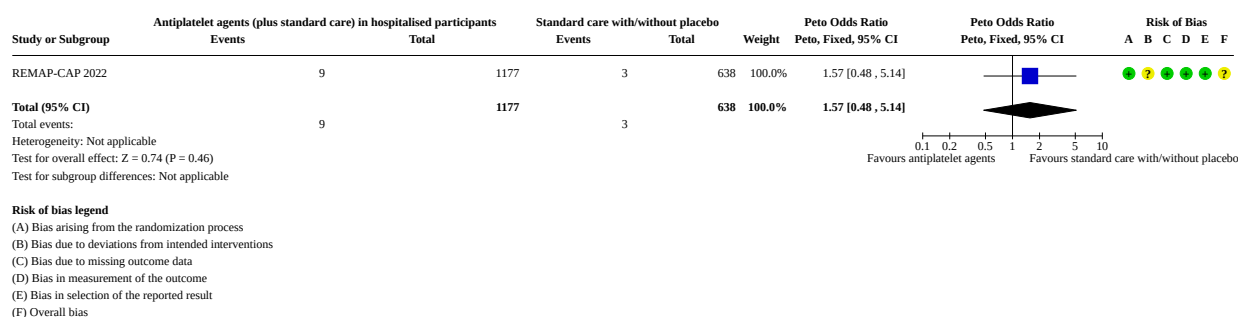 Antiplatelet agents (plus standard care) in hospitalised participants Standard care with/without placebo Peto Odds Ratio Peto Odds Ratio Risk of Bias
Study or Subgroup Events Total Events Total Weight Peto, Fixed, 95% CI Peto, Fixed, 95% CI A B C D E F
REMAP-CAP 2022 9 1177 3 638 100.0% 1.57 [0.48 , 5.14] + ? + + + ?
Total (95% CI) 1177 638 100.0% 1.57 [0.48 , 5.14]
Total events: 9 3
Heterogeneity: Not applicable
0.1 0.2 0.5 1 2 5 10
Test for overall effect: Z = 0.74 (P = 0.46) Favours antiplatelet agents Favours standard care with/without placebo
Test for subgroup differences: Not applicable
Risk of bias legend
(A) Bias arising from the randomization process
(B) Bias due to deviations from intended interventions
(C) Bias due to missing outcome data
(D) Bias in measurement of the outcome
(E) Bias in selection of the reported result
(F) Overall bias